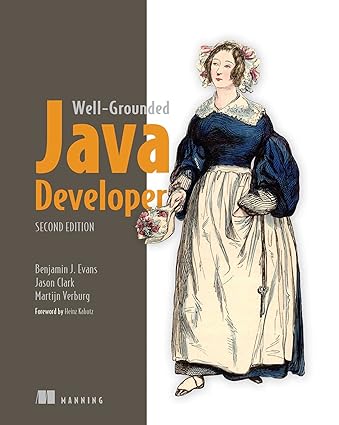 Well-Grounded
Java
Developer
SECOND EDITION
Benjamin J. Evans
Jason Clark
Martijn Verburg
Foreword by Heinz Kabutz
MANNING